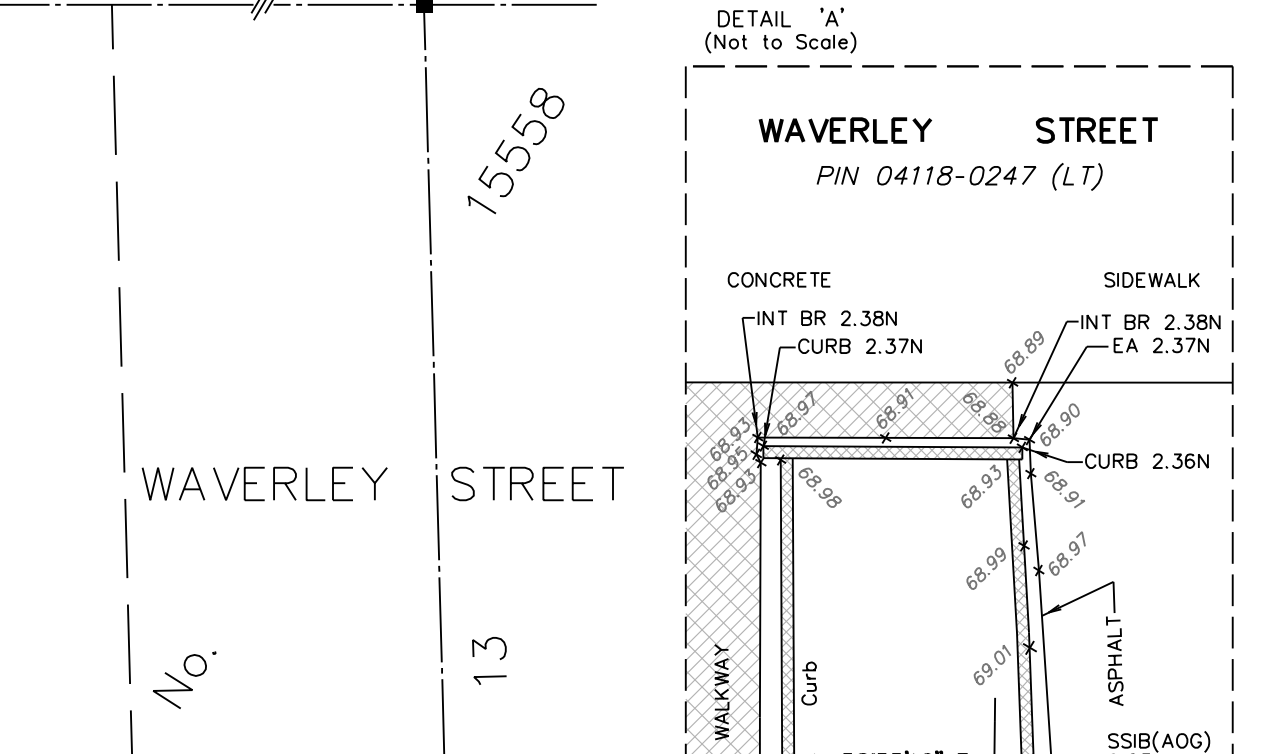 15558
WAVERLEY STREET
No.
13
DETAIL 'A'
(Not to Scale)
WAVERLEY STREET
PIN 04118-0247 (LT)
CONCRETE SIDEWALK
INT BR 2.38N
CURB 2.37N
INT BR 2.38N
EA 2.37N
68.89
68.93
68.95
68.93
68.97
68.91
68.88
68.90
CURB 2.36N
68.98
68.93
68.91
68.99
68.97
69.01
WALKWAY
Curb
ASPHALT
SSIB(AOG)